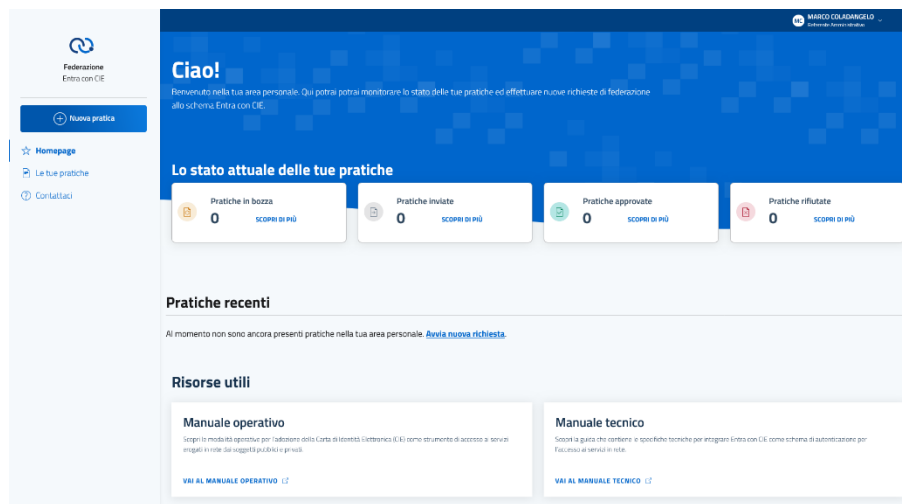 MC MARCO COLADANGELO
Referente Amministrativo
Federazione
Entra con CIE
Nuova pratica
Homepage
Le tue pratiche
Contattaci
Ciao!
Benvenuto nella tua area personale. Qui potrai potrai monitorare lo stato delle tue pratiche ed effettuare nuove richieste di federazione
allo schema Entra con CIE.
Lo stato attuale delle tue pratiche
Pratiche in bozza
0 SCOPRI DI PIÙ
Pratiche inviate
0 SCOPRI DI PIÙ
Pratiche approvate
0 SCOPRI DI PIÙ
Pratiche rifiutate
0 SCOPRI DI PIÙ
Pratiche recenti
Al momento non sono ancora presenti pratiche nella tua area personale. Avvia nuova richiesta.
Risorse utili
Manuale operativo
Scopri le modalità operative per l'adozione della Carta di Identità Elettronica (CIE) come strumento di accesso ai servizi
erogati in rete dai soggetti pubblici e privati.
VAI AL MANUALE OPERATIVO
Manuale tecnico
Scopri la guida che contiene le specifiche tecniche per integrare Entra con CIE come schema di autenticazione per
l'accesso ai servizi in rete.
VAI AL MANUALE TECNICO